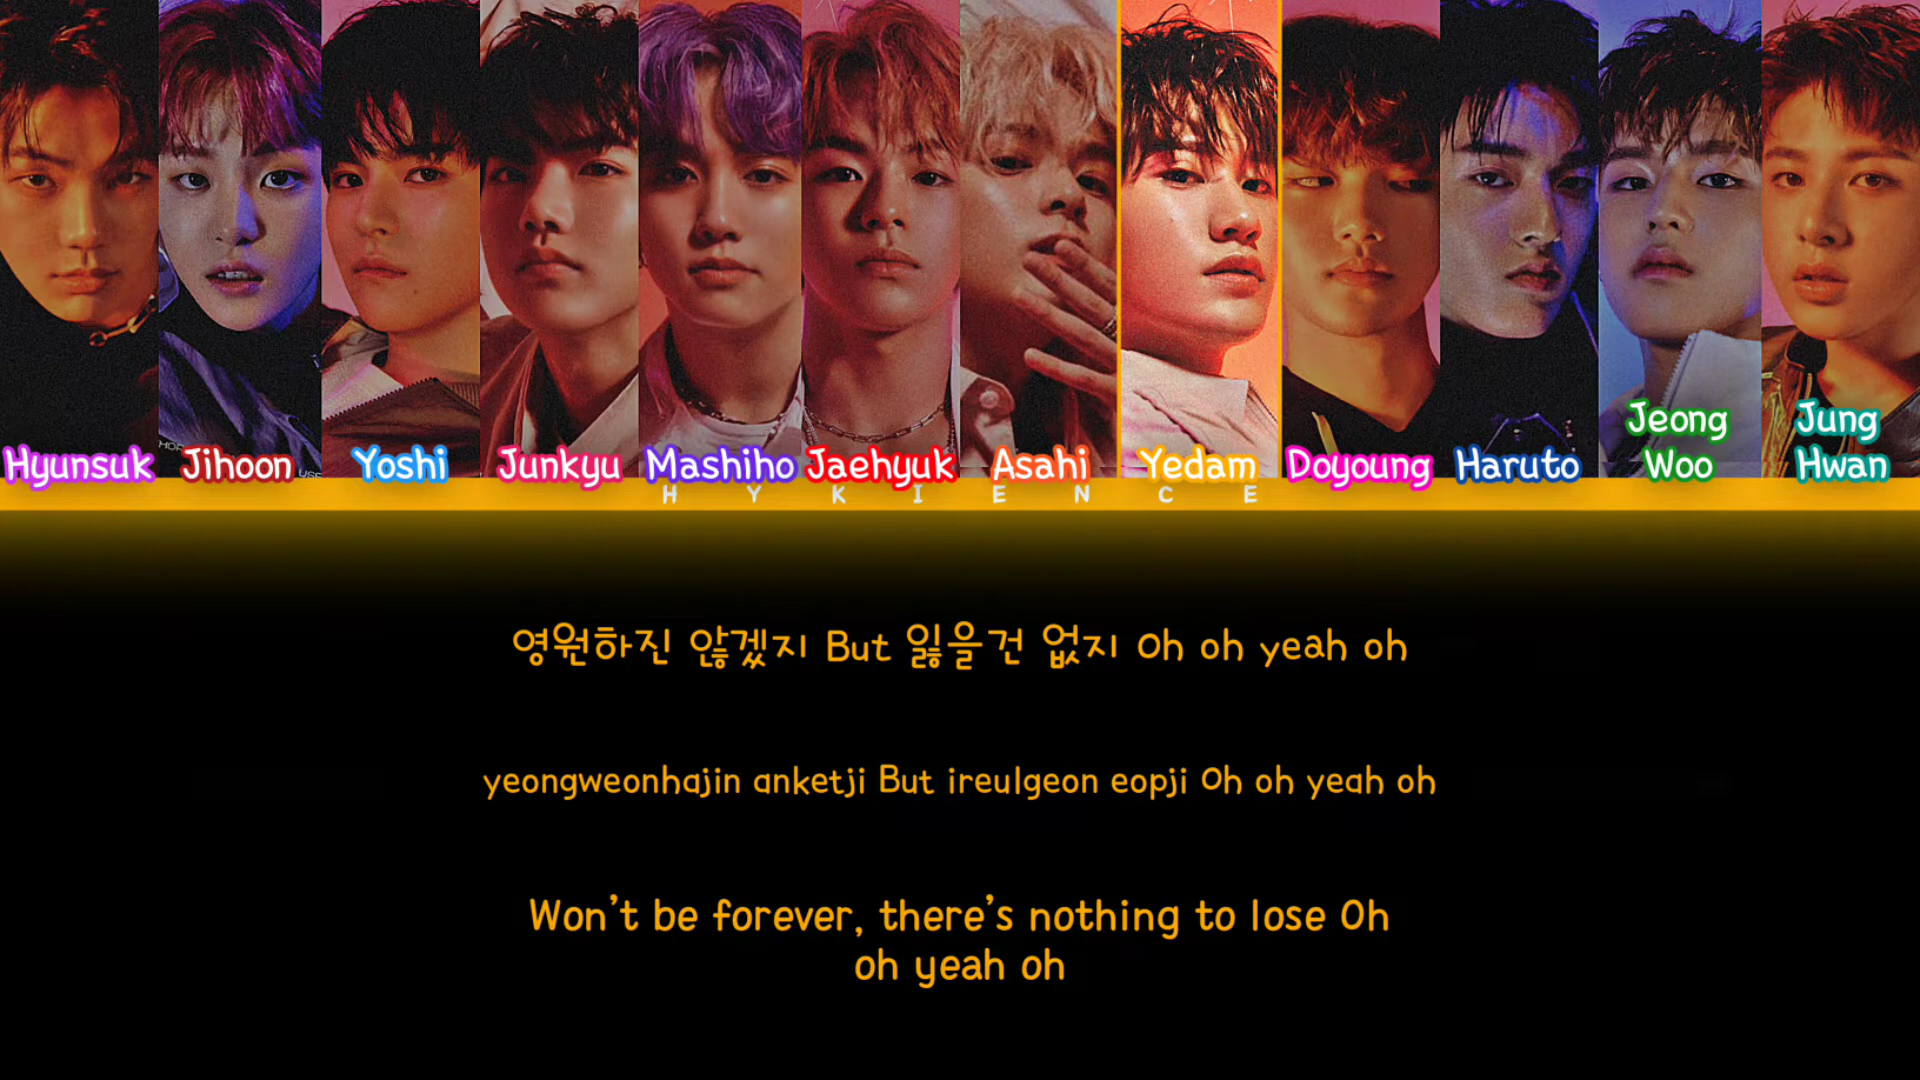 Hyunsuk Jihoon Yoshi Junkyu Mashiho Jaehyuk Asahi Yedam Doyoung Haruto Jeong Woo Jung Hwan
HYKIENCE
영원하진 않겠지 But 잃을건 없지 Oh oh yeah oh
yeongweonhajin anketji But ireulgeon eopji Oh oh yeah oh
Won't be forever, there's nothing to lose Oh
oh yeah oh